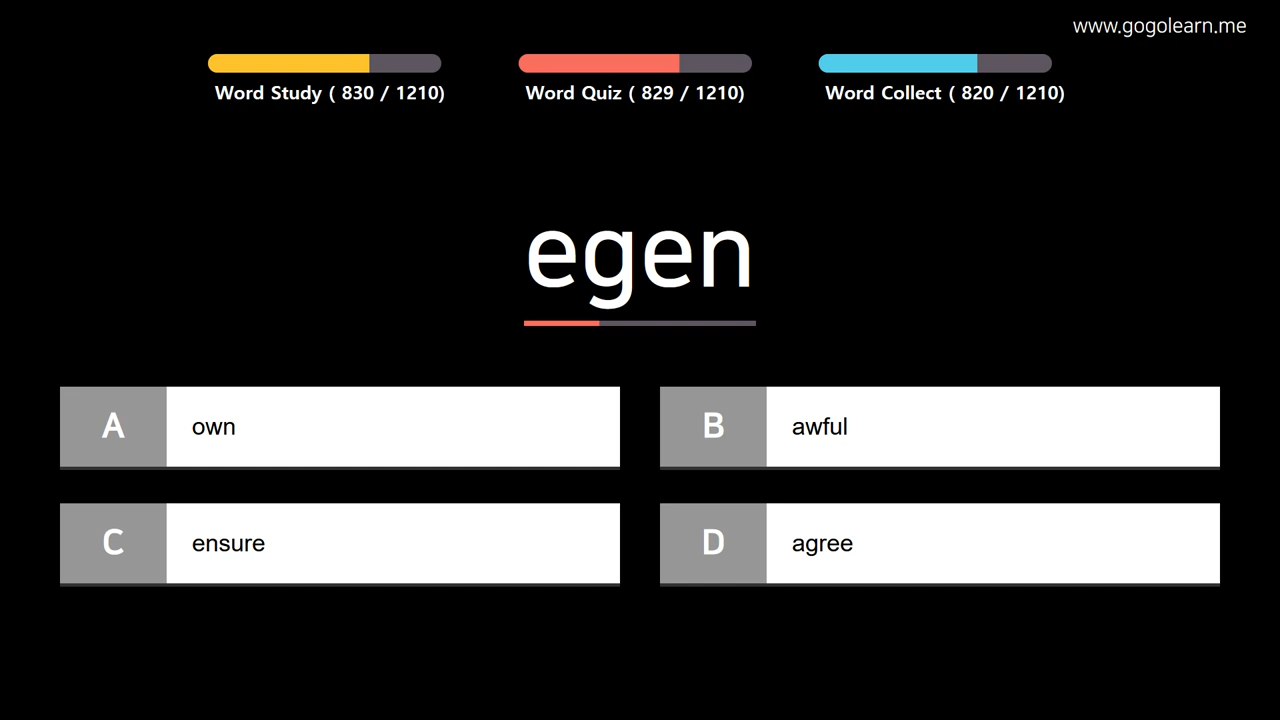 www.gogolearn.me
Word Study ( 830 / 1210)
Word Quiz ( 829 / 1210)
Word Collect ( 820 / 1210)
egen
A own
B awful
C ensure
D agree